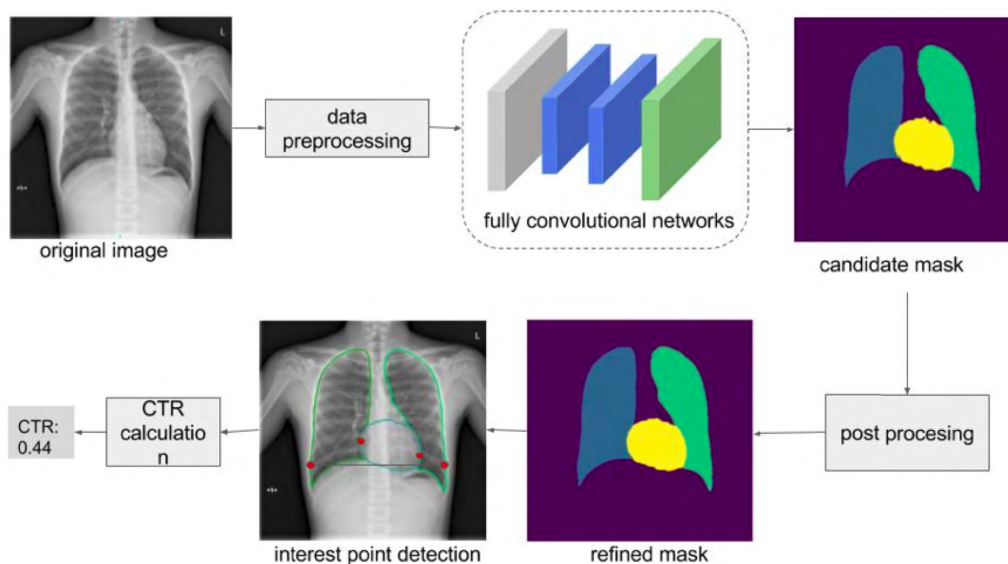 L
original image
data
preprocessing
fully convolutional networks
candidate mask
post procesing
refined mask
L
interest point detection
CTR
calculatio
n
CTR:
0.44